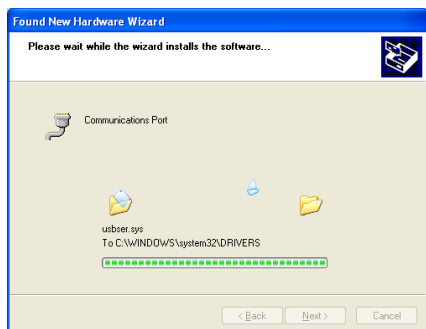 Found New Hardware Wizard
Please wait while the wizard installs the software...
Communications Port
usbser.sys
To C:\WINDOWS\system32\DRIVERS
< Back Next > Cancel